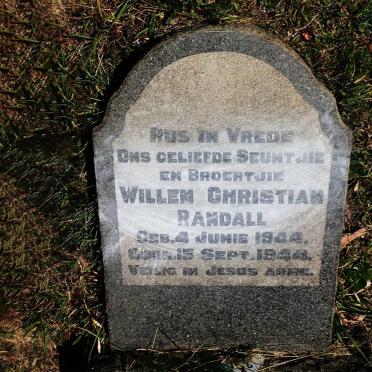 RUS IN VREDE
ONS GELIEFDE SEUNTJIE
EN BROERTJIE
WILLEM CHRISTIAN
RANDALL
GEB. 4 JUNIE 1944.
15 SEPT. 1944.
VEILIG IN JESUS ARMS.